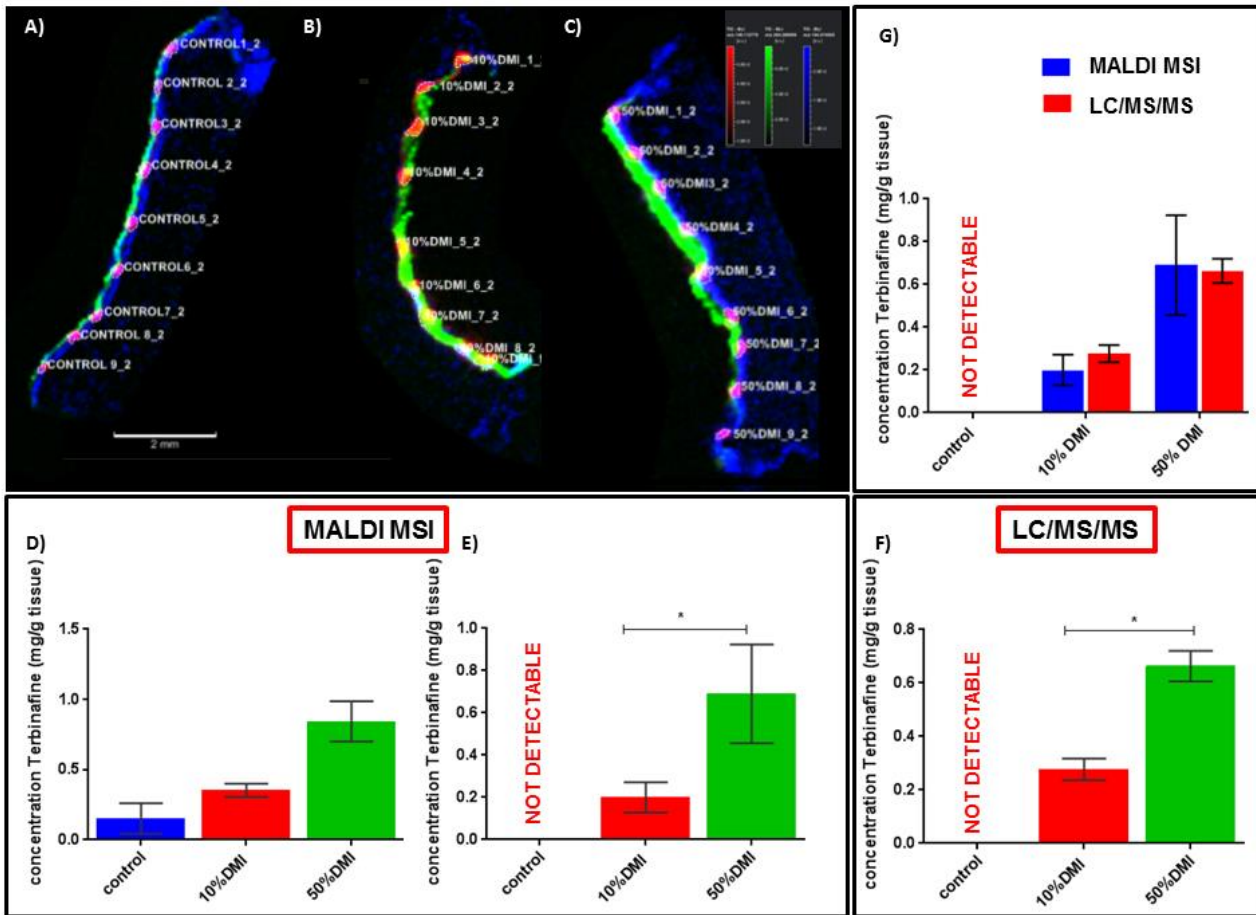 A)
CONTROL1_2
CONTROL 2_2
CONTROL3_2
CONTROL4_2
CONTROL5_2
CONTROL6_2
CONTROL7_2
CONTROL 8_2
CONTROL 9_2
2 mm
B)
10%DMI_1_2
10%DMI_2_2
10%DMI_3_2
10%DMI_4_2
10%DMI_5_2
10%DMI_6_2
10%DMI_7_2
10%DMI_8_2
C)
50%DMI_1_2
50%DMI_2_2
50%DMI3_2
50%DMI4_2
50%DMI_5_2
50%DMI_6_2
50%DMI_7_2
50%DMI_8_2
50%DMI_9_2
G)
MALDI MSI
LC/MS/MS
concentration Terbinafine (mg/g tissue)
1.0
0.8
0.6
0.4
0.2
0.0
NOT DETECTABLE
control
10% DMI
50% DMI
MALDI MSI
D)
concentration Terbinafine (mg/g tissue)
1.5
1.0
0.5
0.0
control
10%DMI
50%DMI
E)
concentration Terbinafine (mg/g tissue)
1.0
0.8
0.6
0.4
0.2
0.0
NOT DETECTABLE
*
control
10%DMI
50%DMI
LC/MS/MS
F)
concentration Terbinafine (mg/g tissue)
0.8
0.6
0.4
0.2
0.0
NOT DETECTABLE
*
control
10%DMI
50%DMI